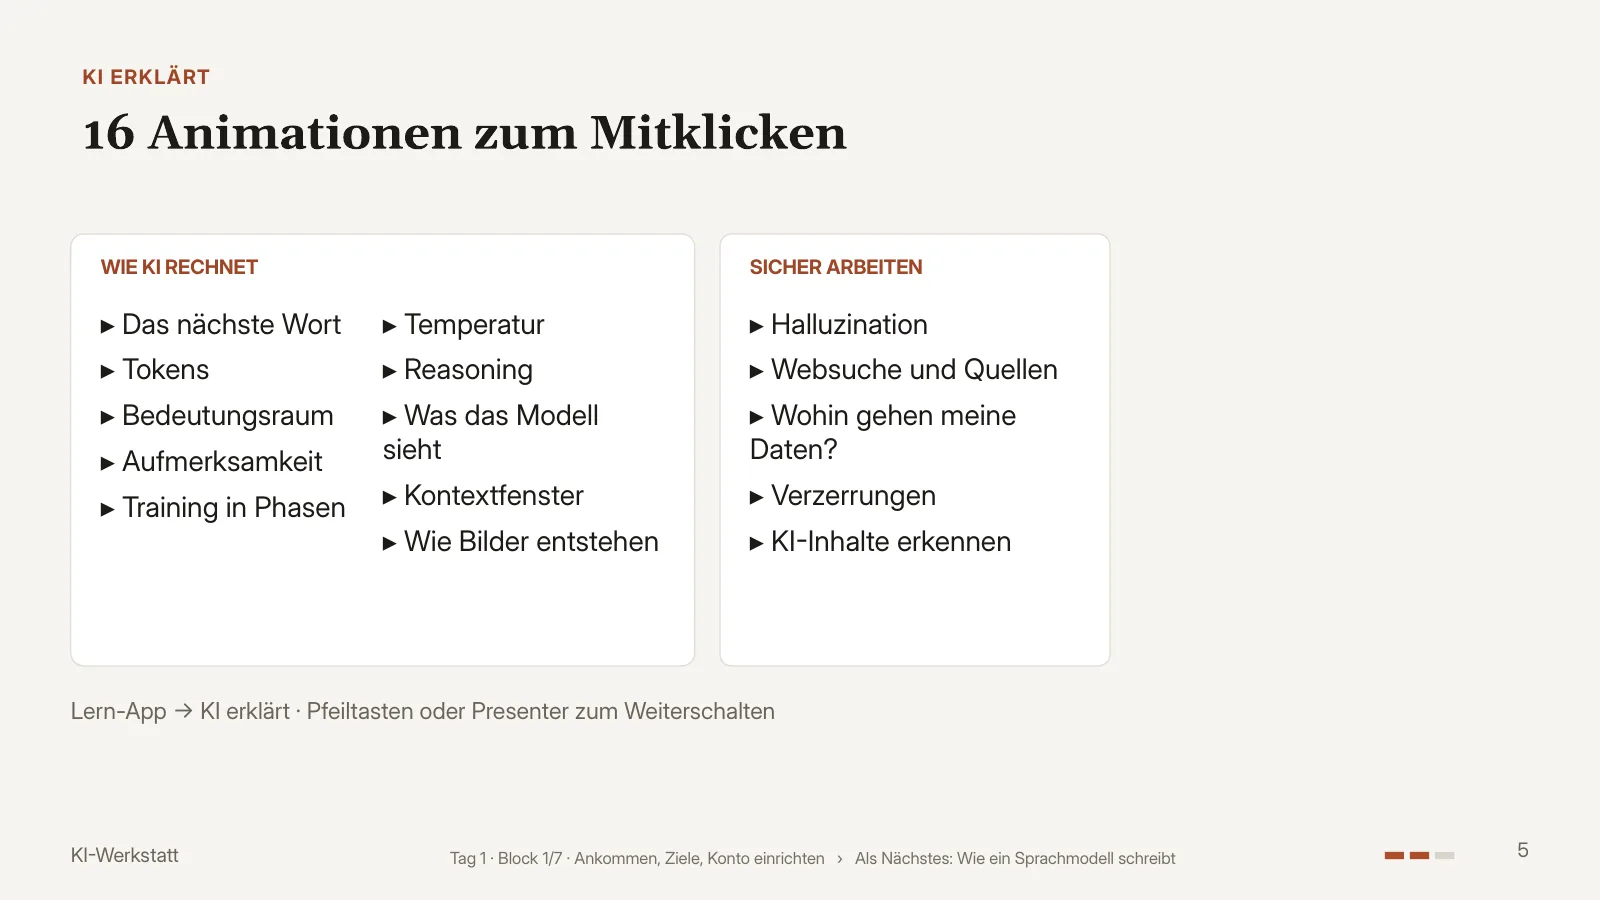 KI ERKLÄRT
16 Animationen zum Mitklicken
WIE KI RECHNET
▸ Das nächste Wort
▸ Tokens
▸ Bedeutungsraum
▸ Aufmerksamkeit
▸ Training in Phasen
▸ Temperatur
▸ Reasoning
▸ Was das Modell
sieht
▸ Kontextfenster
▸ Wie Bilder entstehen
SICHER ARBEITEN
▸ Halluzination
▸ Websuche und Quellen
▸ Wohin gehen meine
Daten?
▸ Verzerrungen
▸ KI-Inhalte erkennen
Lern-App → KI erklärt · Pfeiltasten oder Presenter zum Weiterschalten
KI-Werkstatt
Tag 1 · Block 1/7 · Ankommen, Ziele, Konto einrichten › Als Nächstes: Wie ein Sprachmodell schreibt
5